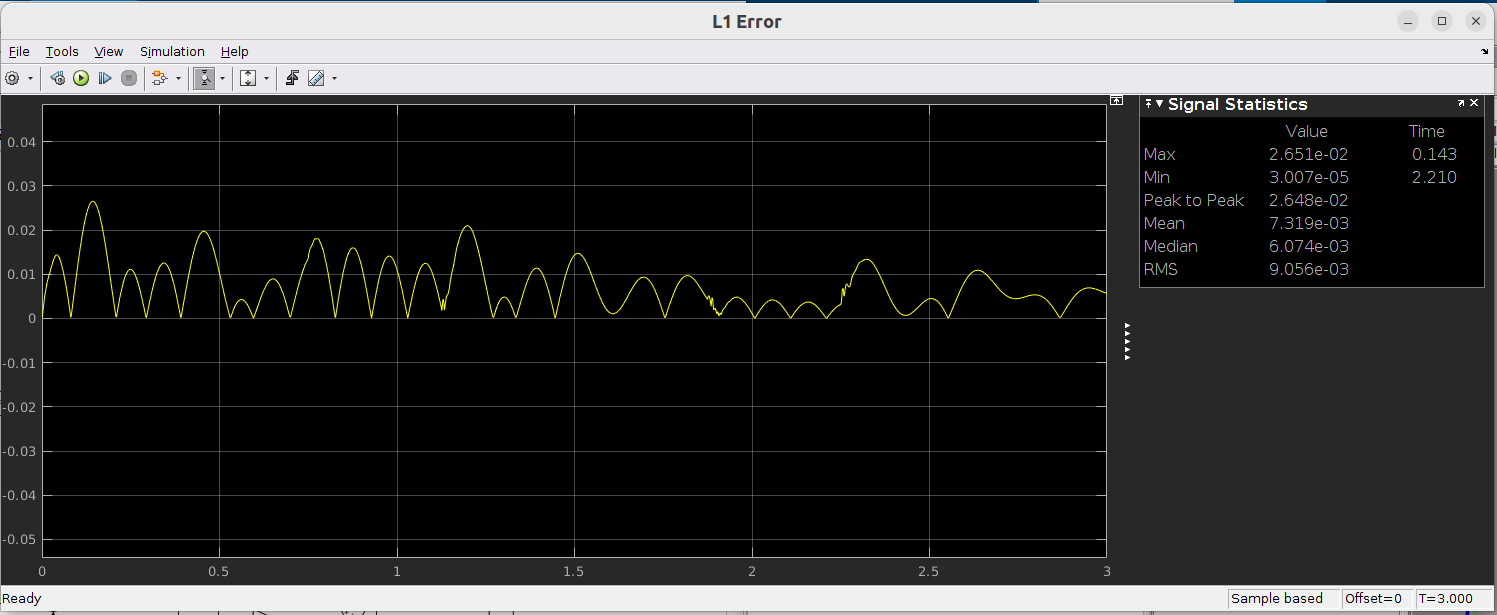 L1 Error
File Tools View Simulation Help
Signal Statistics
Value Time
Max 2.651e-02 0.143
Min 3.007e-05 2.210
Peak to Peak 2.648e-02
Mean 7.319e-03
Median 6.074e-03
RMS 9.056e-03
0.04
0.03
0.02
0.01
0
-0.01
-0.02
-0.03
-0.04
-0.05
0 0.5 1 1.5 2 2.5 3
Ready Sample based Offset=0 T=3.000